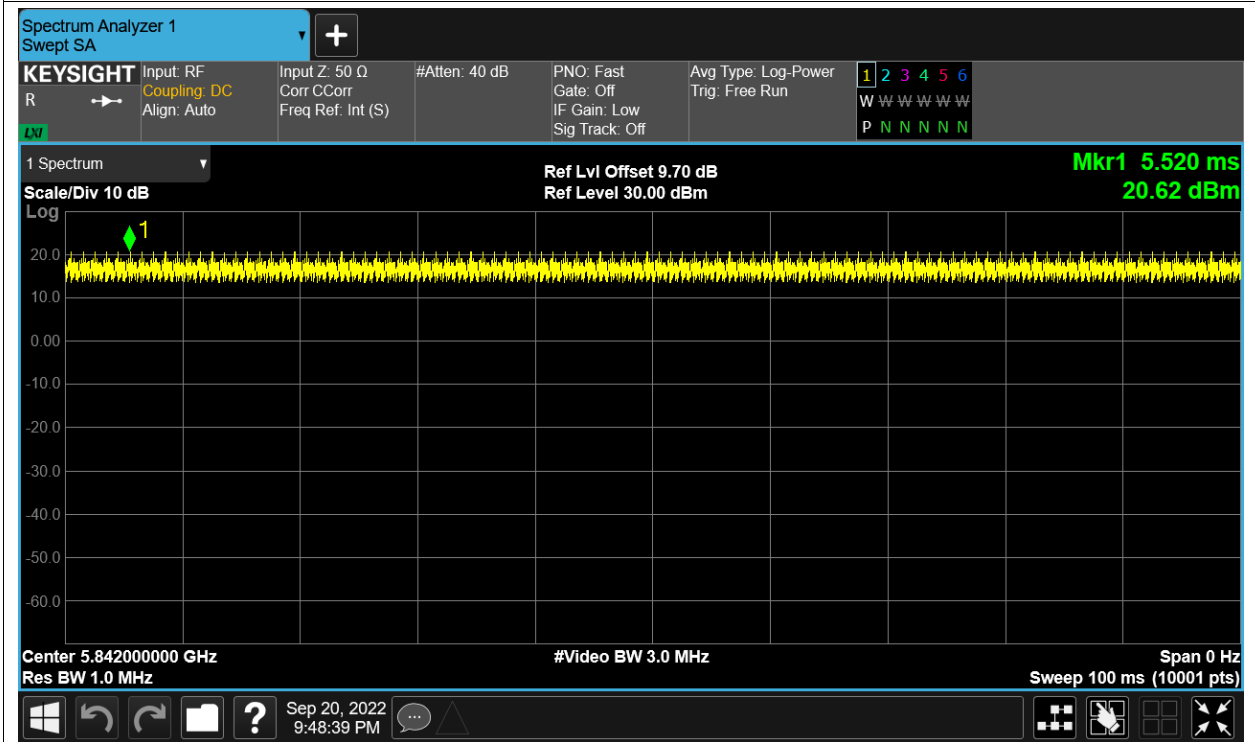 Spectrum Analyzer 1
Swept SA
KEYSIGHT
R
LXI
Input: RF
Coupling: DC
Align: Auto
Input Z: 50 Ω
Corr CCorr
Freq Ref: Int (S)
#Atten: 40 dB
PNO: Fast
Gate: Off
IF Gain: Low
Sig Track: Off
Avg Type: Log-Power
Trig: Free Run
1 2 3 4 5 6
W W W W W W
P N N N N N
1 Spectrum
Scale/Div 10 dB
Ref Lvl Offset 9.70 dB
Ref Level 30.00 dBm
Mkr1 5.520 ms
20.62 dBm
Log
1
20.0
10.0
0.00
-10.0
-20.0
-30.0
-40.0
-50.0
-60.0
Center 5.842000000 GHz
Res BW 1.0 MHz
#Video BW 3.0 MHz
Span 0 Hz
Sweep 100 ms (10001 pts)
?
Sep 20, 2022
9:48:39 PM